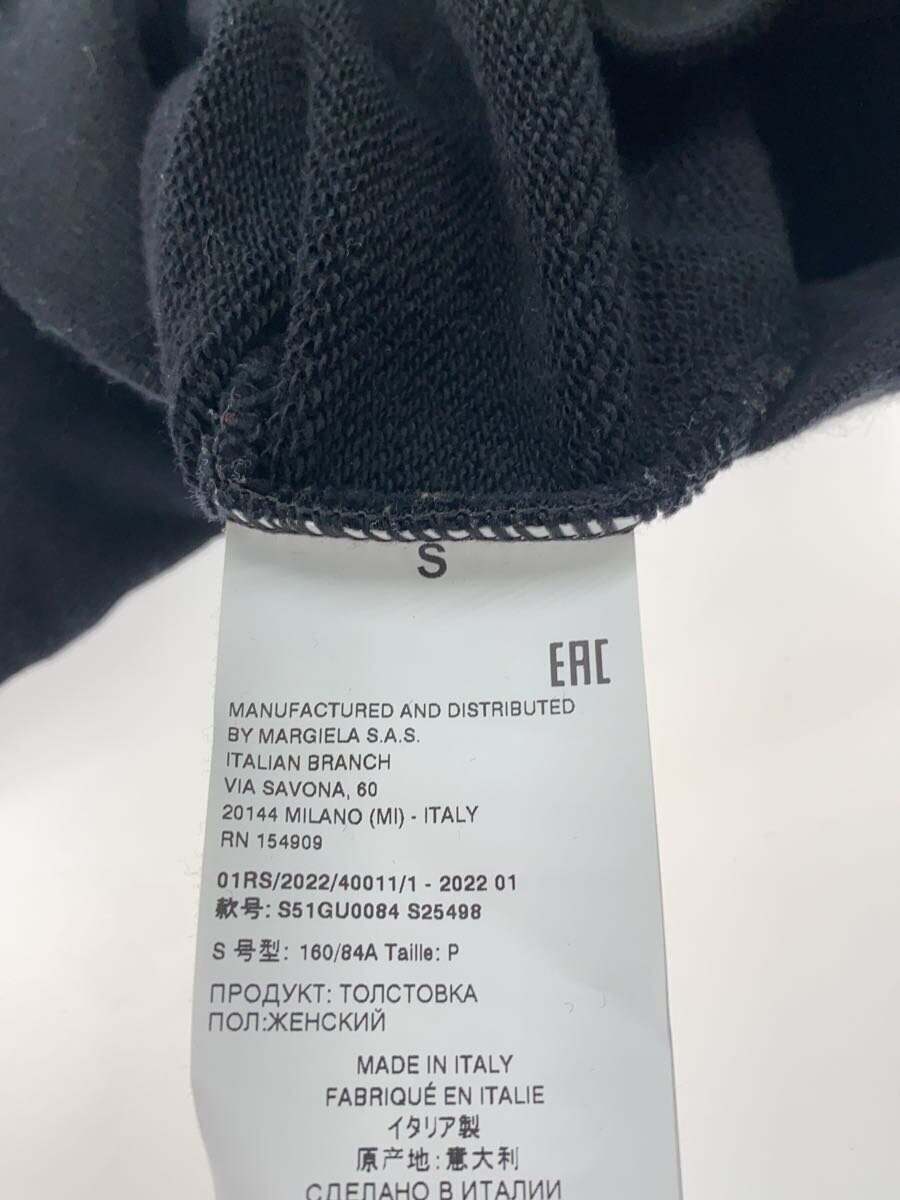 S
EAC
MANUFACTURED AND DISTRIBUTED
BY MARGIELA S.A.S.
ITALIAN BRANCH
VIA SAVONA, 60
20144 MILANO (MI) - ITALY
RN 154909
01RS/2022/40011/1 - 2022 01
款号: S51GU0084 S25498
S 号型: 160/84A Taille: P
ПРОДУКТ: ТОЛСТОВКА
ПОЛ:ЖЕНСКИЙ
MADE IN ITALY
FABRIQUÉ EN ITALIE
イタリア製
原产地:意大利
СДЕЛАНО В ИТАЛИИ